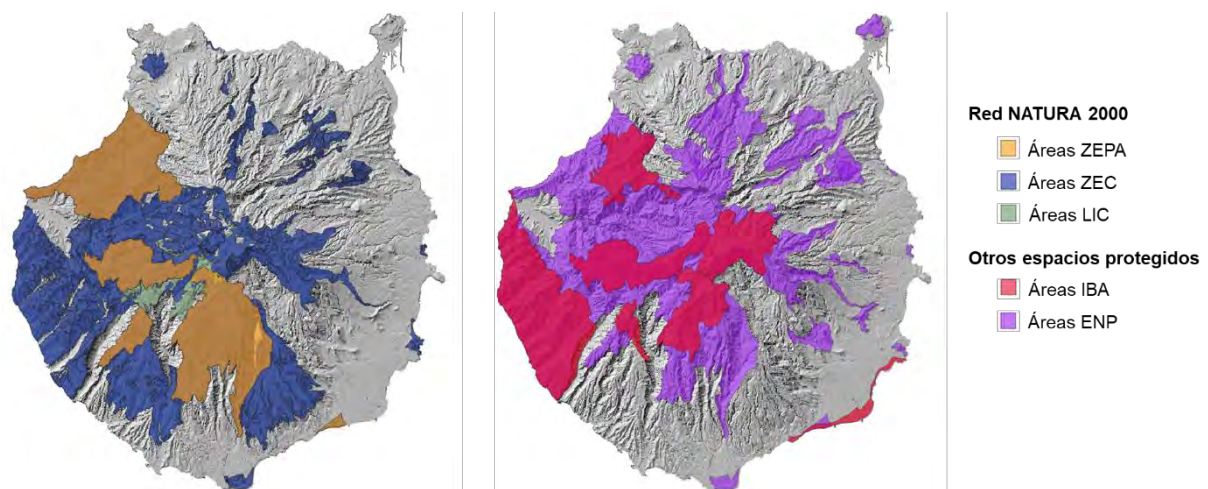 Red NATURA 2000
Áreas ZEPA
Áreas ZEC
Áreas LIC
Otros espacios protegidos
Áreas IBA
Áreas ENP